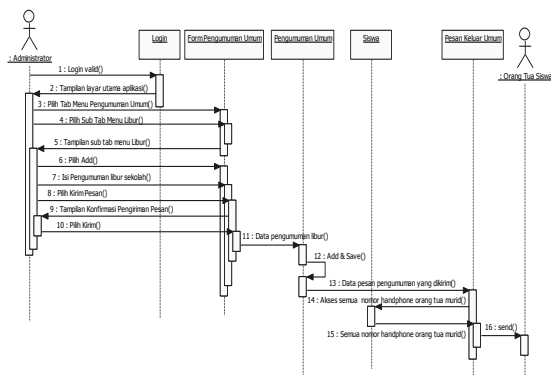 : Administrator
Login
Form Pengumuman Umum
Pengumuman Umum
Siswa
Pesan Keluar Umum
: Orang Tua Siswa
1 : Login valid()
2 : Tampilan layar utama aplikasi()
3 : Pilih Tab Menu Pengumuman Umum()
4 : Pilih Sub Tab Menu Libur()
5 : Tampilan sub tab menu Libur()
6 : Pilih Add()
7 : Isi Pengumuman libur sekolah()
8 : Pilih Kirim Pesan()
9 : Tampilan Konfirmasi Pengiriman Pesan()
10 : Pilih Kirim()
11 : Data pengumuman libur()
12 : Add & Save()
13 : Data pesan pengumuman yang dikirim()
14 : Akses semua nomor handphone orang tua murid()
15 : Semua nomor handphone orang tua murid()
16 : send()